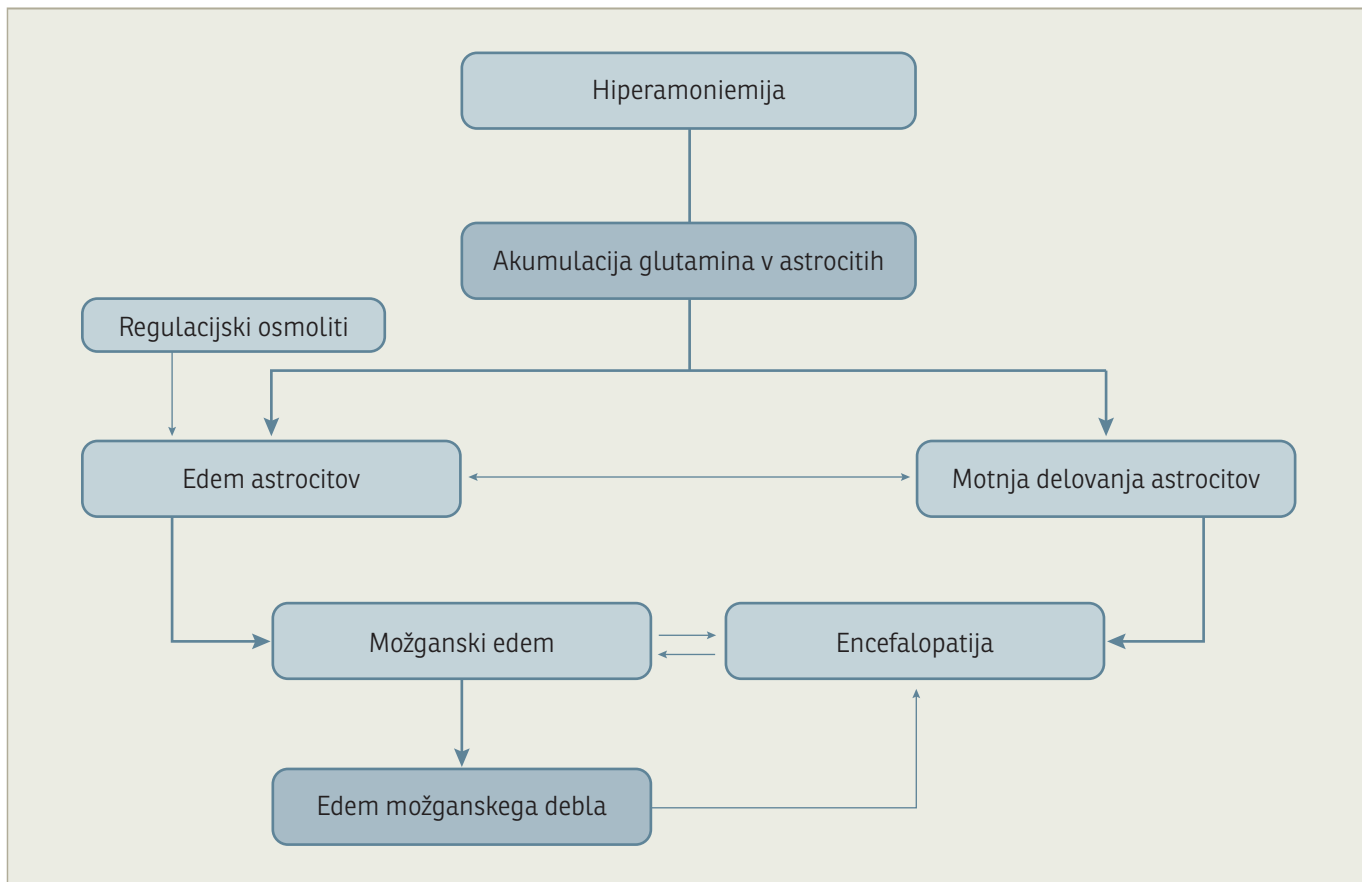 Hiperamoniemija
Akumulacija glutamina v astrocitih
Regulacijski osmoliti
Edem astrocitov
Motnja delovanja astrocitov
Možganski edem
Encefalopatija
Edem možganskega debla